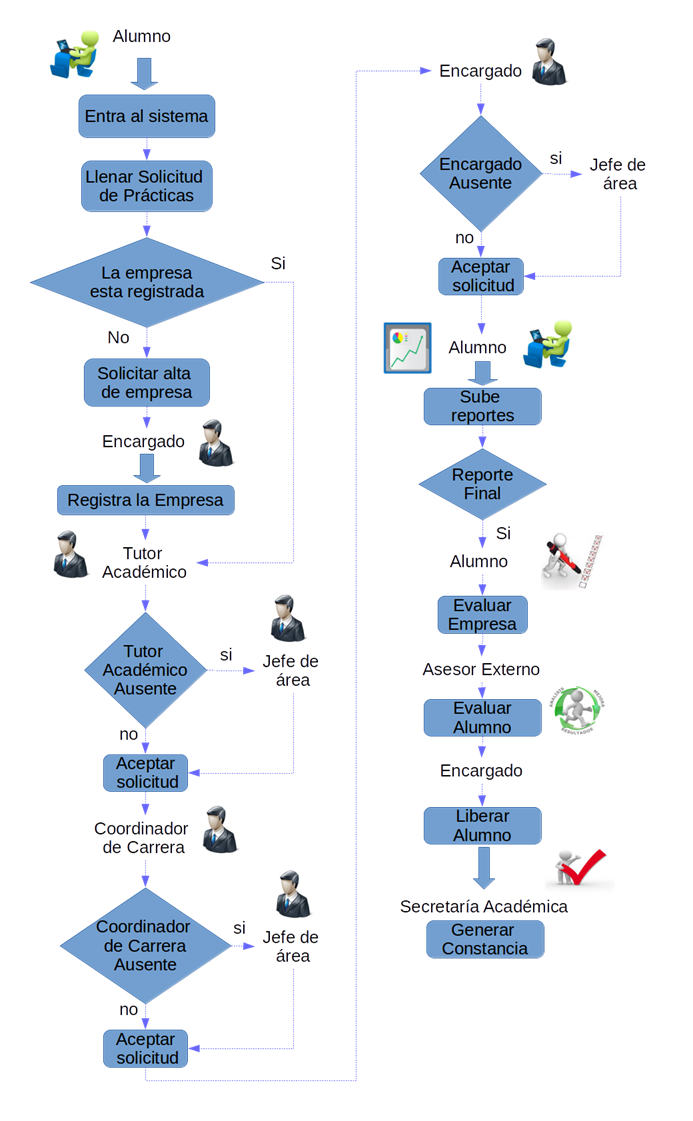 Alumno
Entra al sistema
Llenar Solicitud
de Prácticas
La empresa
esta registrada
Si
No
Solicitar alta
de empresa
Encargado
Registra la Empresa
Tutor
Académico
Tutor
Académico
Ausente
si
Jefe de
área
no
Aceptar
solicitud
Coordinador
de Carrera
Coordinador
de Carrera
Ausente
si
Jefe de
área
no
Aceptar
solicitud
Encargado
Encargado
Ausente
si
Jefe de
área
no
Aceptar
solicitud
Alumno
Sube
reportes
Reporte
Final
Si
Alumno
Evaluar
Empresa
Asesor Externo
Evaluar
Alumno
ANALISIS
MEJORA
RESULTADOS
Encargado
Liberar
Alumno
Secretaría Académica
Generar
Constancia